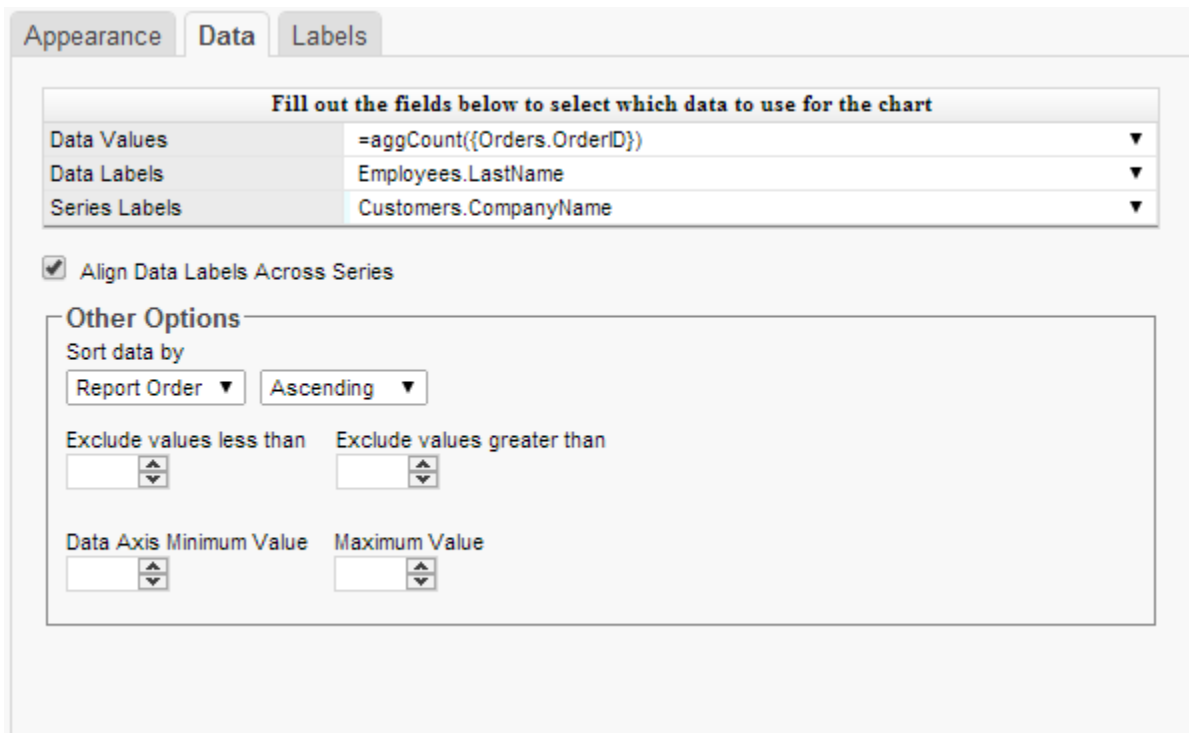 Appearance Data Labels
Fill out the fields below to select which data to use for the chart
Data Values =aggCount({Orders.OrderID})
Data Labels Employees.LastName
Series Labels Customers.CompanyName
Align Data Labels Across Series
Other Options
Sort data by
Report Order Ascending
Exclude values less than Exclude values greater than
Data Axis Minimum Value Maximum Value